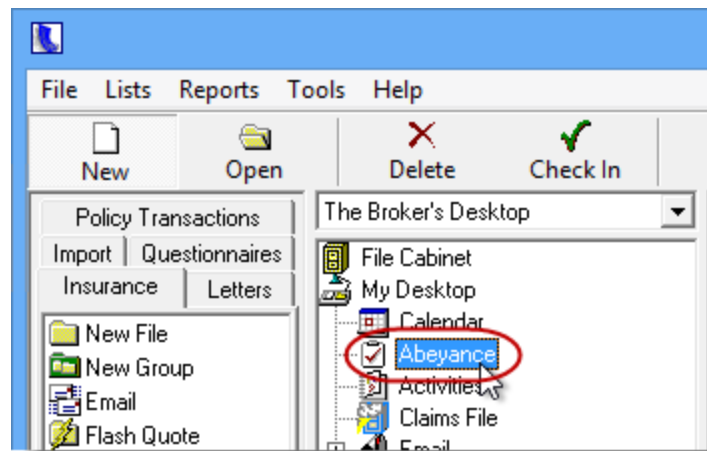 File Lists Reports Tools Help
New Open Delete Check In
Policy Transactions
Import Questionnaires
Insurance Letters
New File
New Group
Email
Flash Quote
The Broker's Desktop
File Cabinet
My Desktop
Calendar
Abeyance
Activities
Claims File
Email